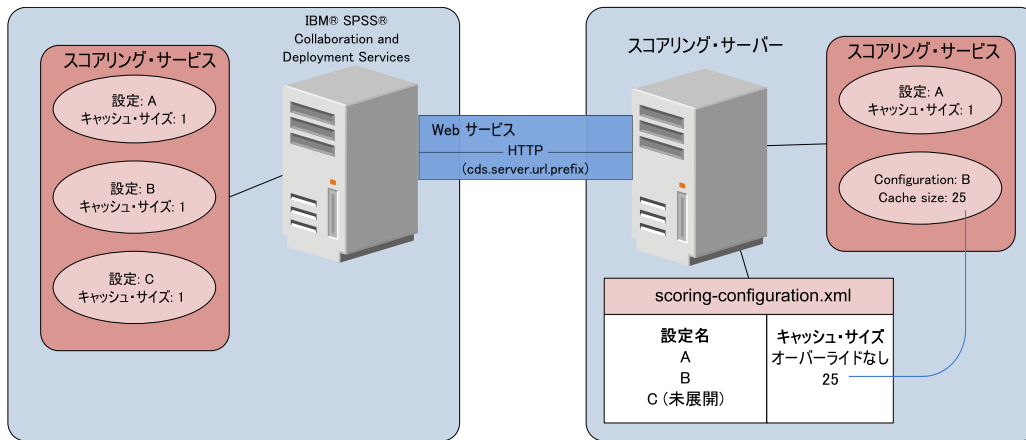 IBM® SPSS®
Collaboration and
Deployment Services
スコアリング・サービス
設定: A
キャッシュ・サイズ: 1
設定: B
キャッシュ・サイズ: 1
設定: C
キャッシュ・サイズ: 1
Web サービス
HTTP
(cds.server.url.prefix)
スコアリング・サーバー
スコアリング・サービス
設定: A
キャッシュ・サイズ: 1
Configuration: B
Cache size: 25
scoring-configuration.xml
設定名 キャッシュ・サイズ
A オーバーライドなし
B 25
C (未展開)